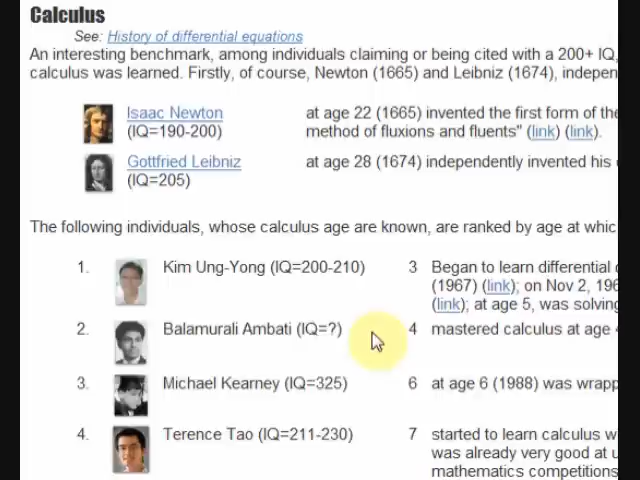 Calculus
See: History of differential equations
An interesting benchmark, among individuals claiming or being cited with a 200+ IQ,
calculus was learned. Firstly, of course, Newton (1665) and Leibniz (1674), indepen
Isaac Newton
(IQ=190-200)
at age 22 (1665) invented the first form of the
method of fluxions and fluents" (link) (link).
Gottfried Leibniz
(IQ=205)
at age 28 (1674) independently invented his
The following individuals, whose calculus age are known, are ranked by age at whic
1. Kim Ung-Yong (IQ=200-210) 3 Began to learn differential
(1967) (link); on Nov 2, 196
(link); at age 5, was solving
2. Balamurali Ambati (IQ=?) 4 mastered calculus at age
3. Michael Kearney (IQ=325) 6 at age 6 (1988) was wrapp
4. Terence Tao (IQ=211-230) 7 started to learn calculus w
was already very good at
mathematics competitions